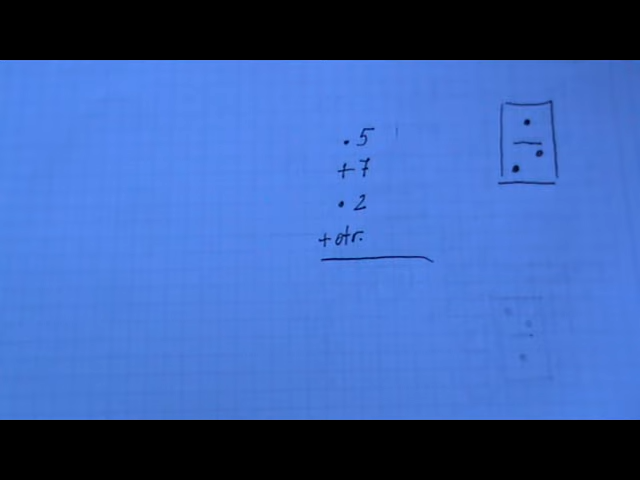 . 5
+ 7
. 2
+ otr.